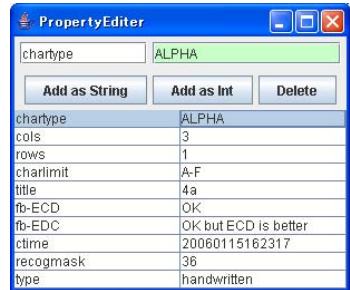 PropertyEditer
chartype ALPHA
Add as String Add as Int Delete
chartype ALPHA
cols 3
rows 1
charlimit A-F
title 4a
fb-ECD OK
fb-EDC OK but ECD is better
ctime 20060115162317
recogmask 36
type handwritten